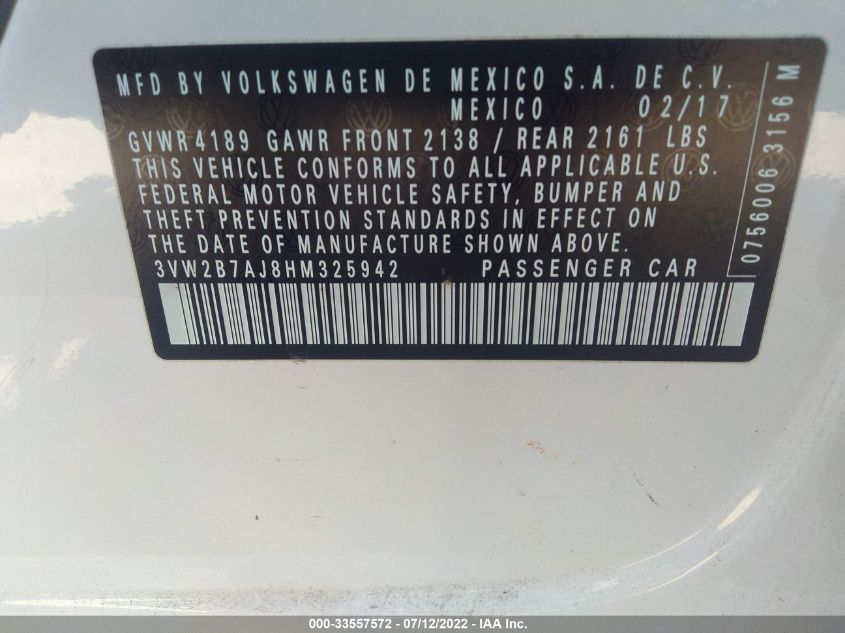 MFD BY VOLKSWAGEN DE MEXICO S.A. DE C.V.
MEXICO 02/17
GVWR 4189 GAWR FRONT 2138 / REAR 2161 LBS
THIS VEHICLE CONFORMS TO ALL APPLICABLE U.S.
FEDERAL MOTOR VEHICLE SAFETY, BUMPER AND
THEFT PREVENTION STANDARDS IN EFFECT ON
THE DATE OF MANUFACTURE SHOWN ABOVE.
3VW2B7AJ8HM325942 PASSENGER CAR
0756006 3156 M
000-33557572 / 07/12/2022 - IAA Inc.